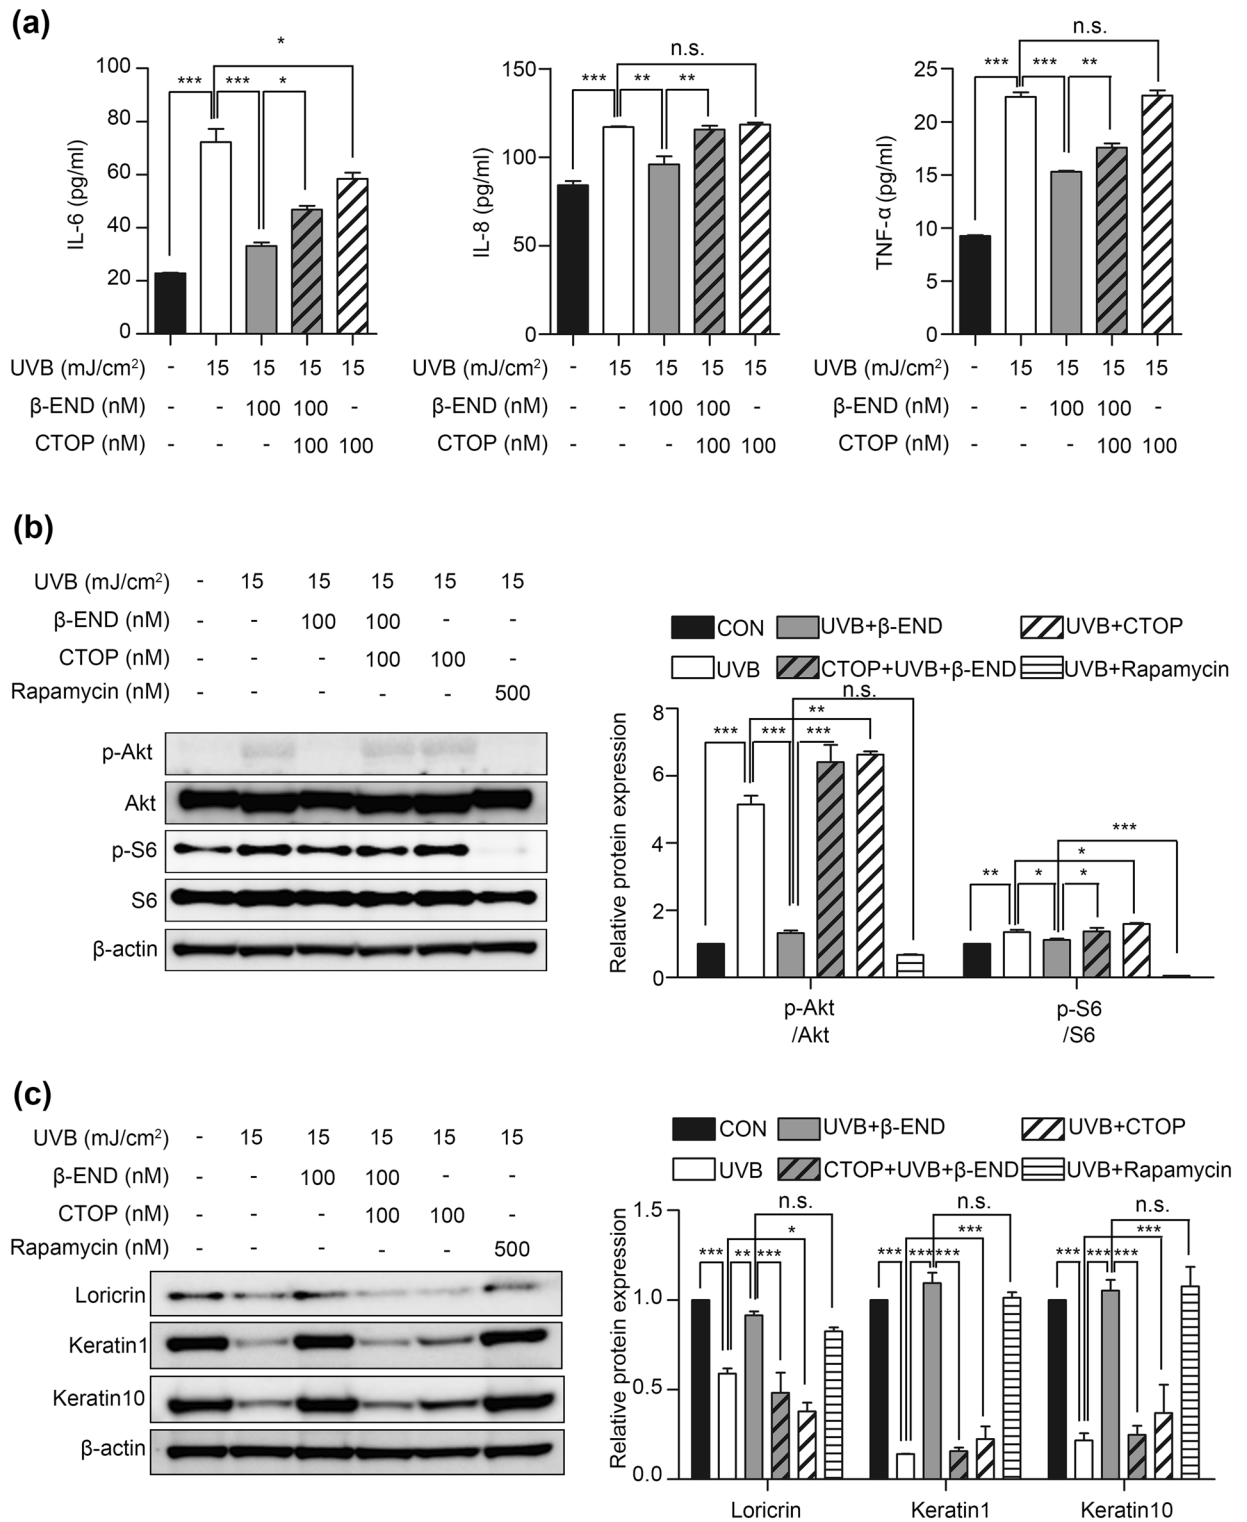 (a)
* n.s. n.s.
*** *** * *** ** ** *** *** **
IL-6 (pg/ml)
100
80
60
40
20
0
IL-8 (pg/ml)
150
100
50
0
TNF-α (pg/ml)
25
20
15
10
5
0
UVB (mJ/cm²) - 15 15 15 15 UVB (mJ/cm²) - 15 15 15 15 UVB (mJ/cm²) - 15 15 15 15
β-END (nM) - - 100 100 - β-END (nM) - - 100 100 - β-END (nM) - - 100 100 -
CTOP (nM) - - - 100 100 CTOP (nM) - - - 100 100 CTOP (nM) - - - 100 100
(b)
UVB (mJ/cm²) - 15 15 15 15 15
β-END (nM) - - 100 100 - -
CTOP (nM) - - - 100 100 -
Rapamycin (nM) - - - - - 500
p-Akt
Akt
p-S6
S6
β-actin
CON UVB+β-END UVB+CTOP
UVB CTOP+UVB+β-END UVB+Rapamycin
n.s.
**
*** *** ***
***
*
** * *
Relative protein expression
8
6
4
2
0
p-Akt p-S6
/Akt /S6
(c)
UVB (mJ/cm²) - 15 15 15 15 15
β-END (nM) - - 100 100 - -
CTOP (nM) - - - 100 100 -
Rapamycin (nM) - - - - - 500
Loricrin
Keratin1
Keratin10
β-actin
CON UVB+β-END UVB+CTOP
UVB CTOP+UVB+β-END UVB+Rapamycin
n.s. n.s. n.s.
* *** ***
*** ** *** *** *** *** *** *** ***
Relative protein expression
1.5
1.0
0.5
0.0
Loricrin Keratin1 Keratin10